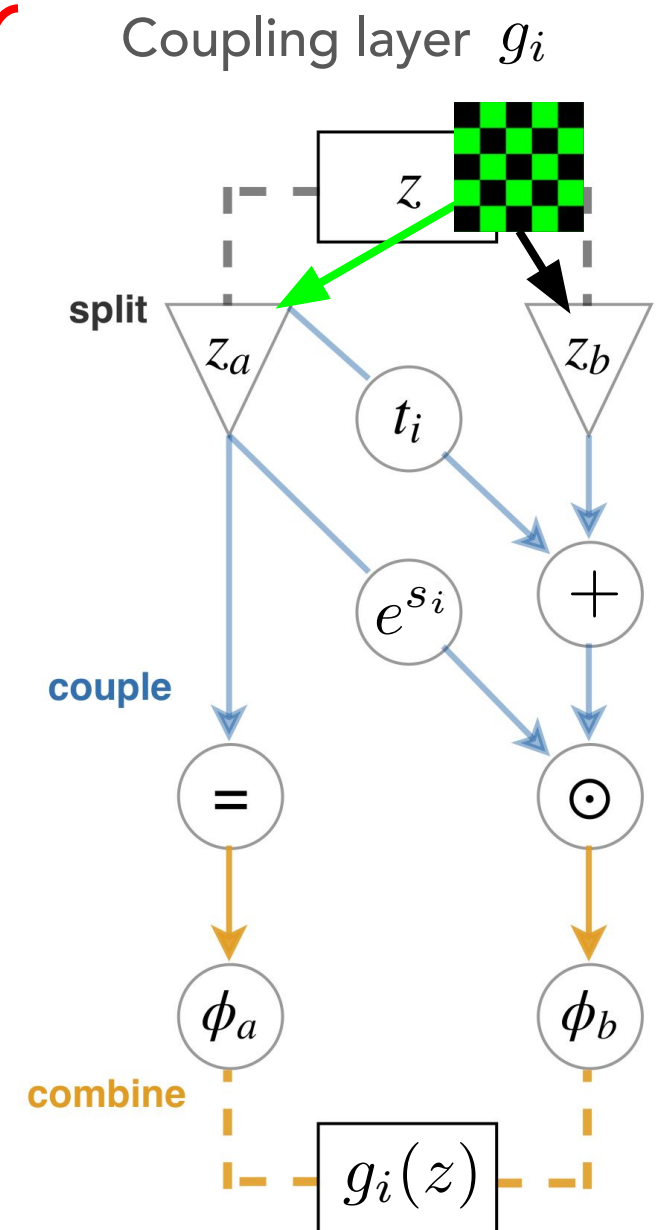 Coupling layer g_i
z
split
z_a
z_b
t_i
+
e^{s_i}
couple
=
⊙
ϕ_a
ϕ_b
combine
g_i(z)